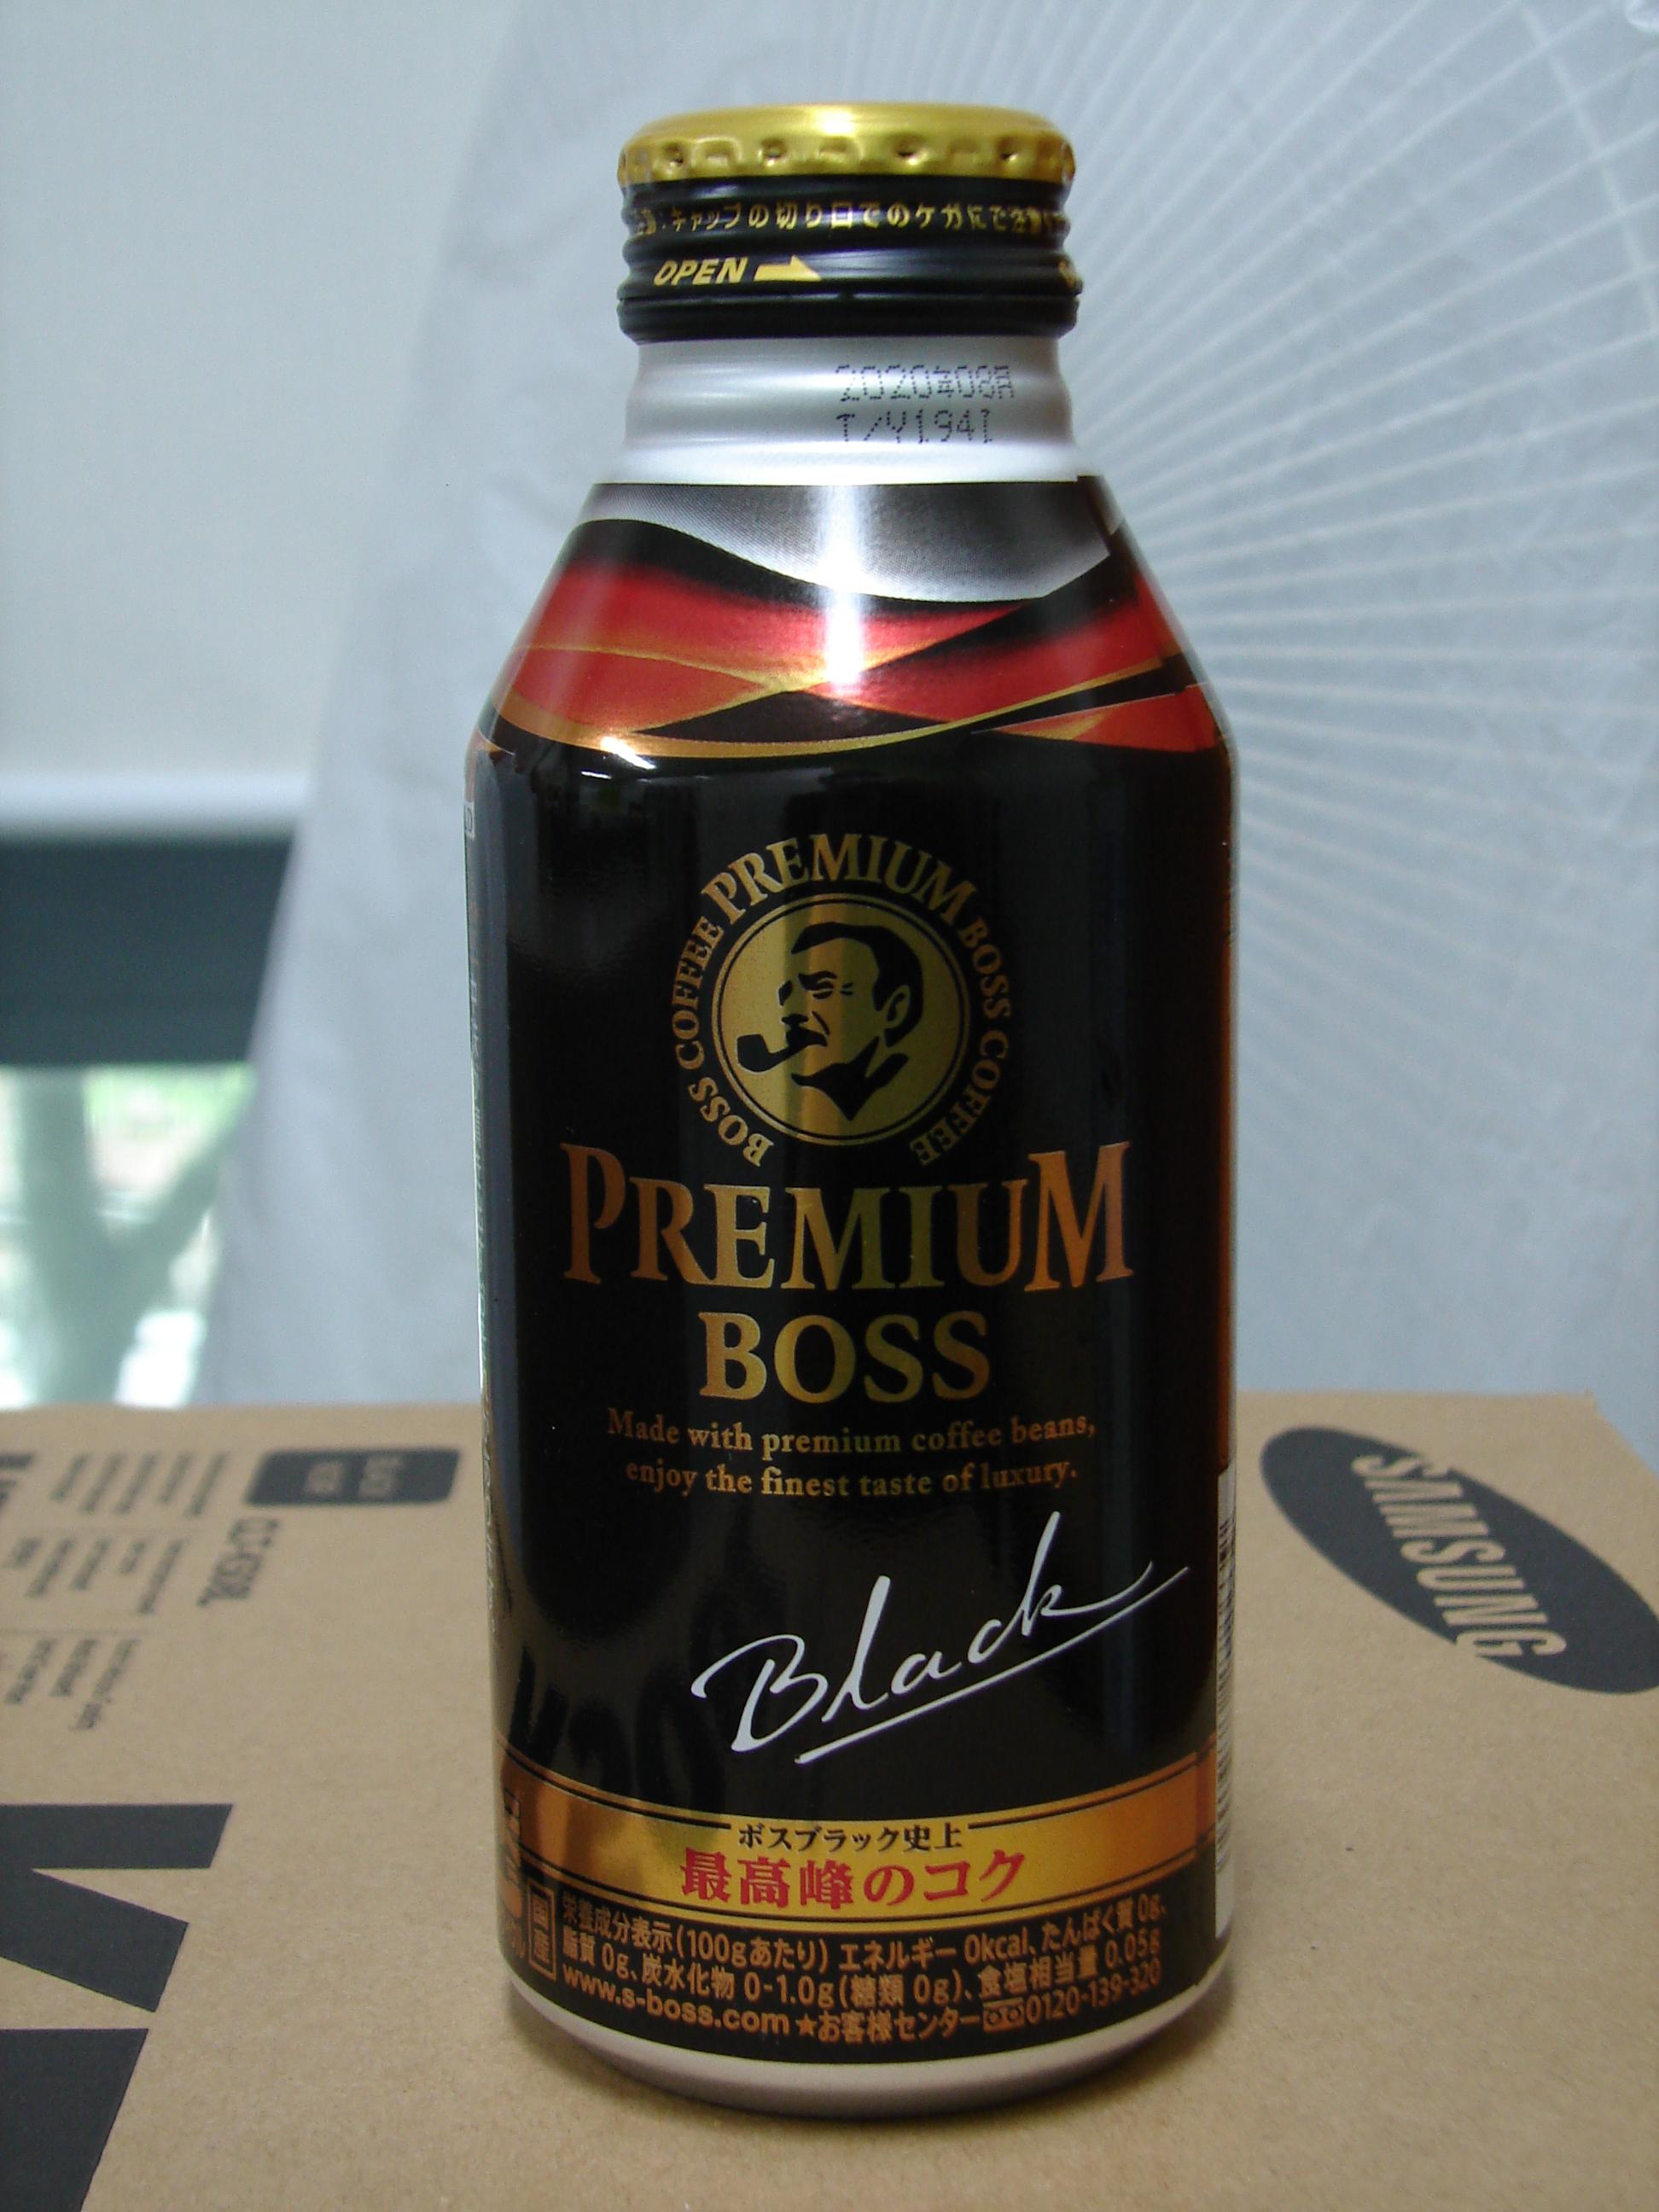 キャップの切り口でのケガにご注意
OPEN
2020年08月
T/Y194I
BOSS COFFEE PREMIUM BOSS COFFEE
PREMIUM
BOSS
Made with premium coffee beans,
enjoy the finest taste of luxury.
Black
ボスブラック史上
最高峰のコク
国産
栄養成分表示(100gあたり) エネルギー 0kcal、たんぱく質 0g、
脂質 0g、炭水化物 0-1.0g(糖類 0g)、食塩相当量 0.05g
www.s-boss.com ★お客様センター 0120-139-320
SAMSUNG